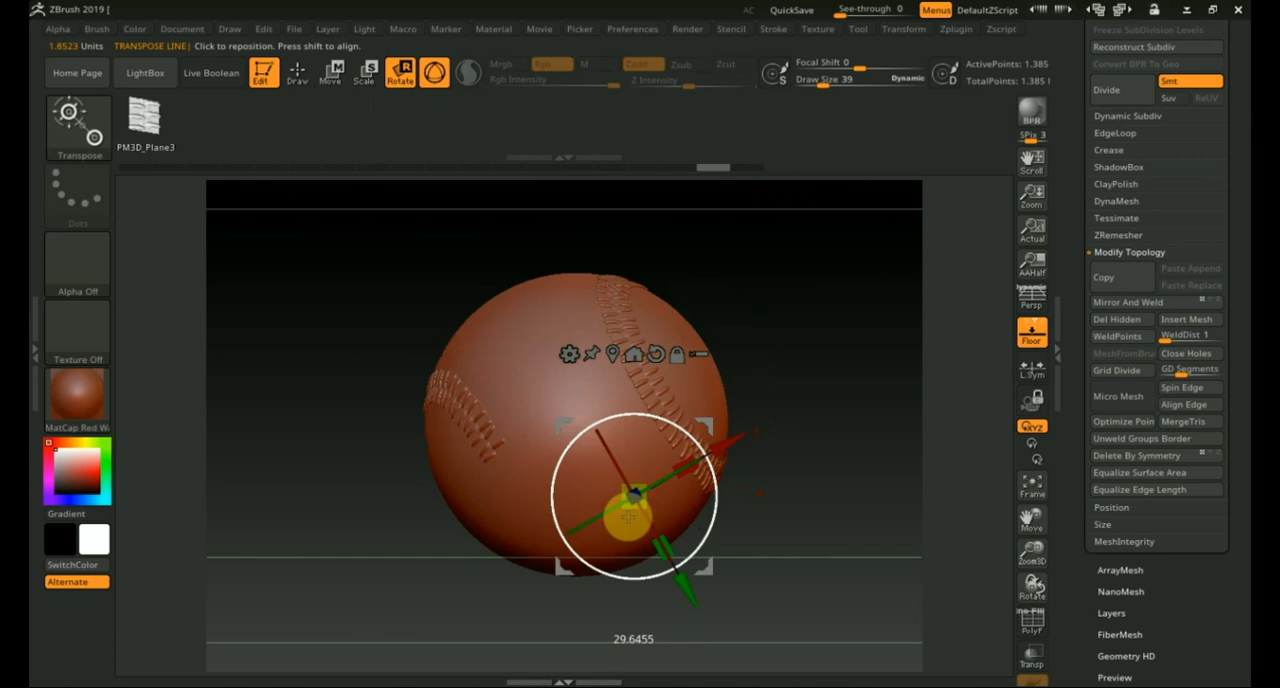 ZBrush 2019 [
AC QuickSave See-through 0 Menus DefaultZScript
Alpha Brush Color Document Draw Edit File Layer Light Macro Marker Material Movie Picker Preferences Render Stencil Stroke Texture Tool Transform Zplugin Zscript
1.8523 Units TRANSPOSE LINE| Click to reposition. Press shift to align.
Home Page LightBox Live Boolean Edit Draw Move Scale Rotate
Mrgb Rgb M Zadd Zsub Zcut
Rgb Intensity Z Intensity
Focal Shift 0
Draw Size 39 Dynamic
ActivePoints: 1.385
TotalPoints: 1.385
Transpose
PM3D_Plane3
Dots
Alpha Off
Texture Off
MatCap Red Wa
Gradient
SwitchColor
Alternate
29.6455
BPR
SPix 3
Scroll
Zoom
Actual
AAHalf
Persp
Floor
L.Sym
XYZ
Frame
Move
Zoom3D
Rotate
PolyF
Transp
Freeze SubDivision Levels
Reconstruct Subdiv
Convert BPR To Geo
Divide Smt
Suv ReUV
Dynamic Subdiv
EdgeLoop
Crease
ShadowBox
ClayPolish
DynaMesh
Tessimate
ZRemesher
Modify Topology
Copy Paste Append
Paste Replace
Mirror And Weld
Del Hidden Insert Mesh
WeldPoints WeldDist 1
MeshFromBru Close Holes
Grid Divide GD Segments
Micro Mesh Spin Edge
Align Edge
Optimize Poin MergeTris
Unweld Groups Border
Delete By Symmetry
Equalize Surface Area
Equalize Edge Length
Position
Size
MeshIntegrity
ArrayMesh
NanoMesh
Layers
FiberMesh
Geometry HD
Preview